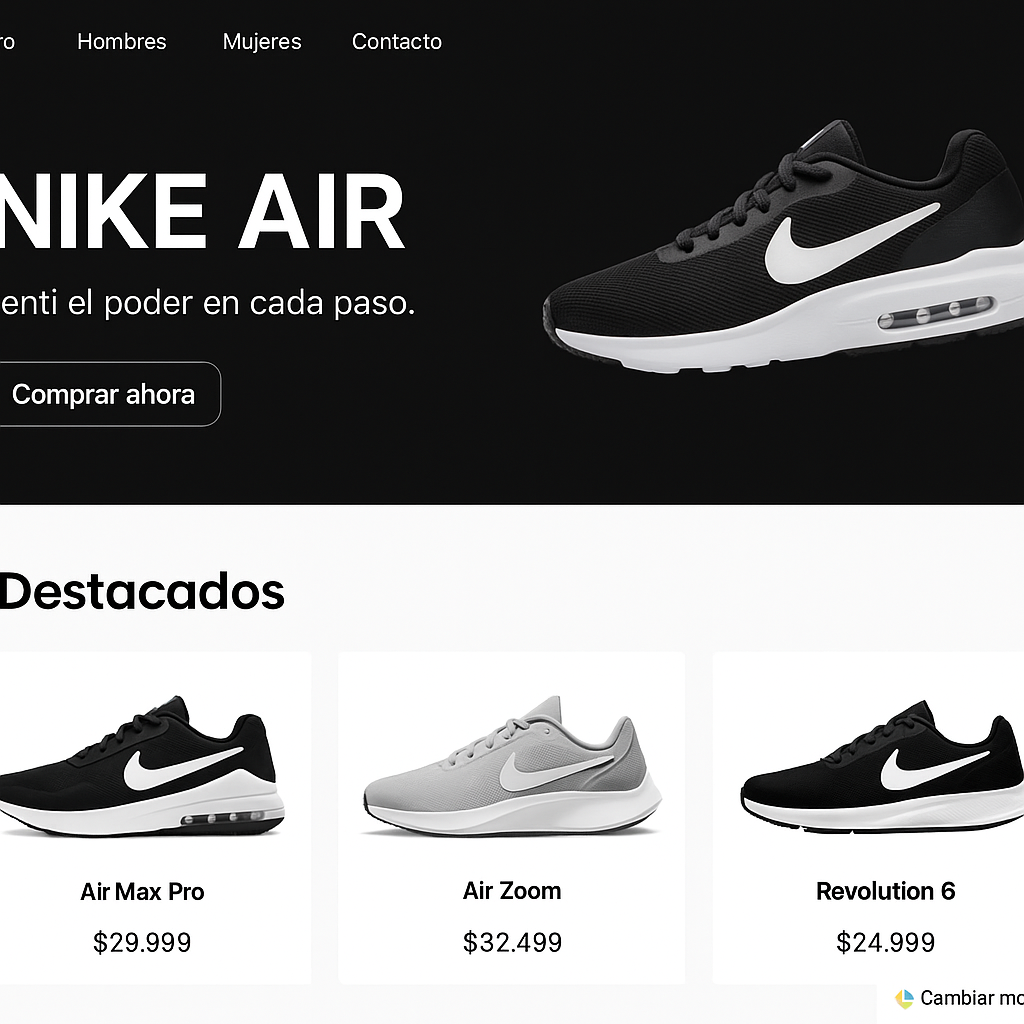 ro Hombres Mujeres Contacto
NIKE AIR
enti el poder en cada paso.
Comprar ahora
Destacados
Air Max Pro
$29.999
Air Zoom
$32.499
Revolution 6
$24.999
Cambiar mo